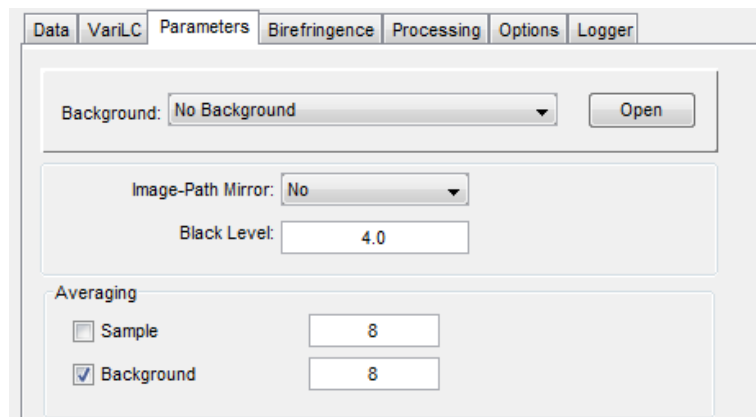 Data VariLC Parameters Birefringence Processing Options Logger
Background: No Background Open
Image-Path Mirror: No
Black Level: 4.0
Averaging
Sample 8
Background 8